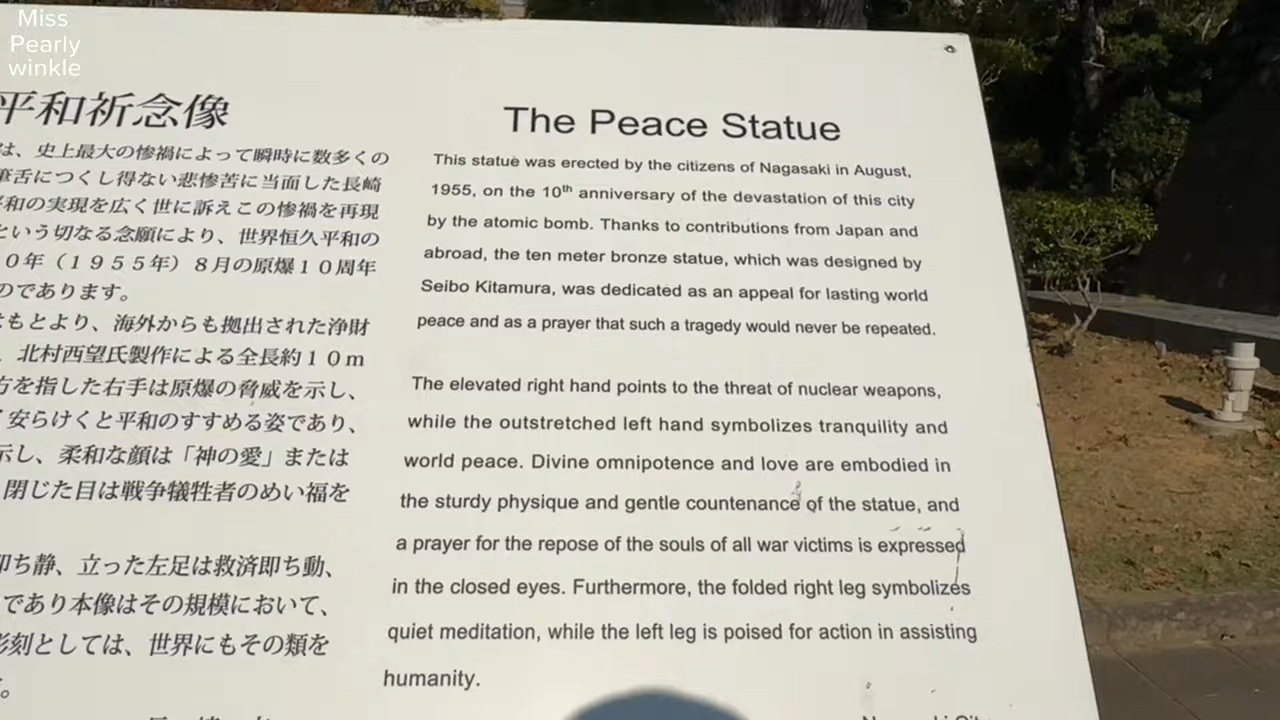 Miss
Pearly
winkle
平和祈念像
は、史上最大の惨禍によって瞬時に数多くの
筆舌につくし得ない悲惨苦に当面した長崎
平和の実現を広く世に訴えこの惨禍を再現
という切なる念願により、世界恒久平和の
０年（１９５５年）８月の原爆１０周年
のであります。
はもとより、海外からも拠出された浄財
、北村西望氏製作による全長約１０ｍ
方を指した右手は原爆の脅威を示し、
安らけくと平和のすすめる姿であり、
示し、柔和な顔は「神の愛」または
閉じた目は戦争犠牲者のめい福を
即ち静、立った左足は救済即ち動、
であり本像はその規模において、
彫刻としては、世界にもその類を
。
The Peace Statue
This statue was erected by the citizens of Nagasaki in August,
1955, on the 10th anniversary of the devastation of this city
by the atomic bomb. Thanks to contributions from Japan and
abroad, the ten meter bronze statue, which was designed by
Seibo Kitamura, was dedicated as an appeal for lasting world
peace and as a prayer that such a tragedy would never be repeated.
The elevated right hand points to the threat of nuclear weapons,
while the outstretched left hand symbolizes tranquility and
world peace. Divine omnipotence and love are embodied in
the sturdy physique and gentle countenance of the statue, and
a prayer for the repose of the souls of all war victims is expressed
in the closed eyes. Furthermore, the folded right leg symbolizes
quiet meditation, while the left leg is poised for action in assisting
humanity.